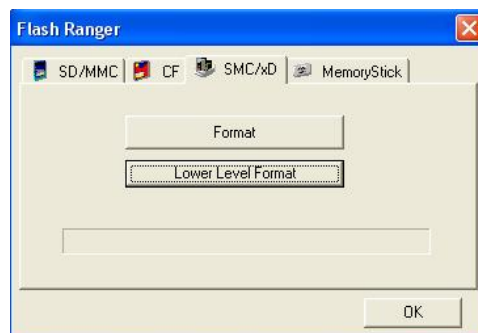 Flash Ranger
SD/MMC CF SMC/xD MemoryStick
Format
Lower Level Format
OK